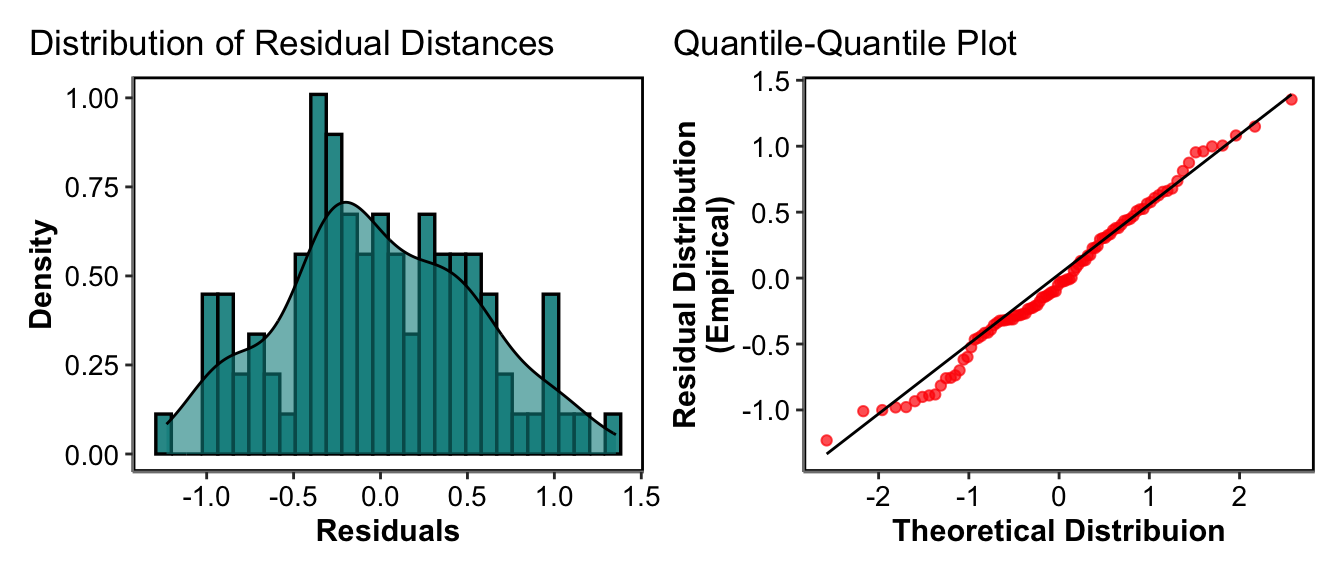 Distribution of Residual Distances
1.00
0.75
0.50
0.25
0.00
Density
-1.0 -0.5 0.0 0.5 1.0 1.5
Residuals
Quantile-Quantile Plot
1.5
1.0
0.5
0.0
-0.5
-1.0
Residual Distribution
(Empirical)
-2 -1 0 1 2
Theoretical Distribuion